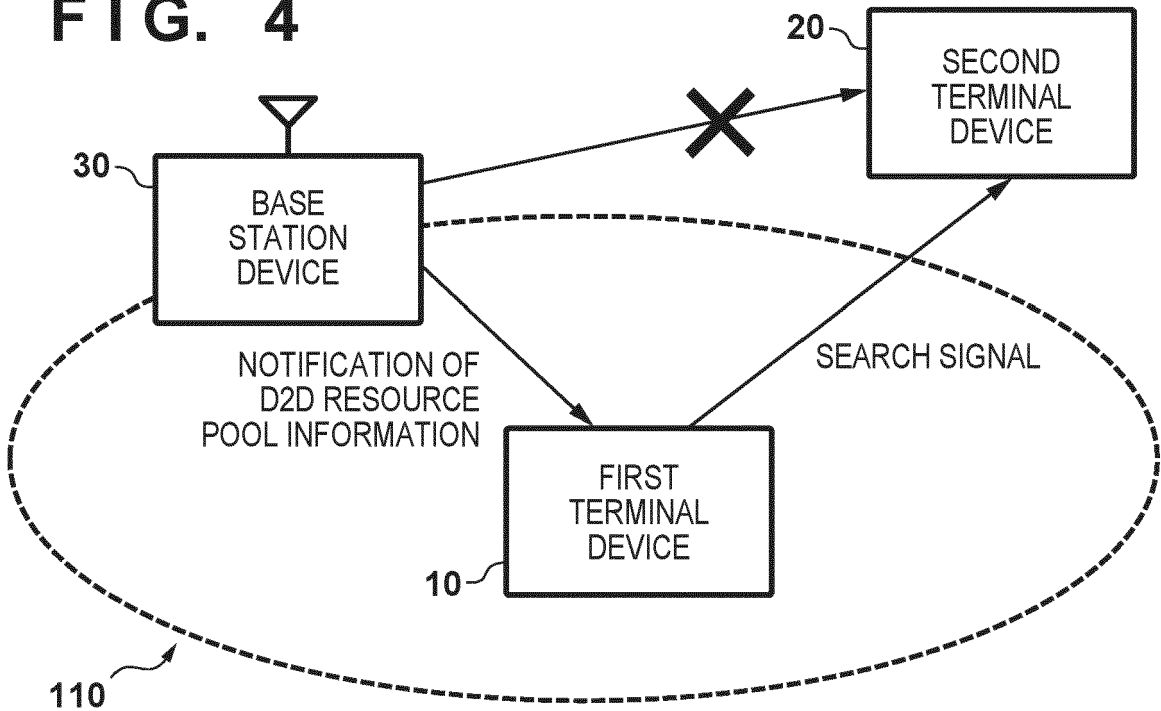 FIG. 4
20
SECOND
TERMINAL
DEVICE
30
BASE
STATION
DEVICE
NOTIFICATION OF
D2D RESOURCE
POOL INFORMATION
SEARCH SIGNAL
FIRST
TERMINAL
DEVICE
10
110